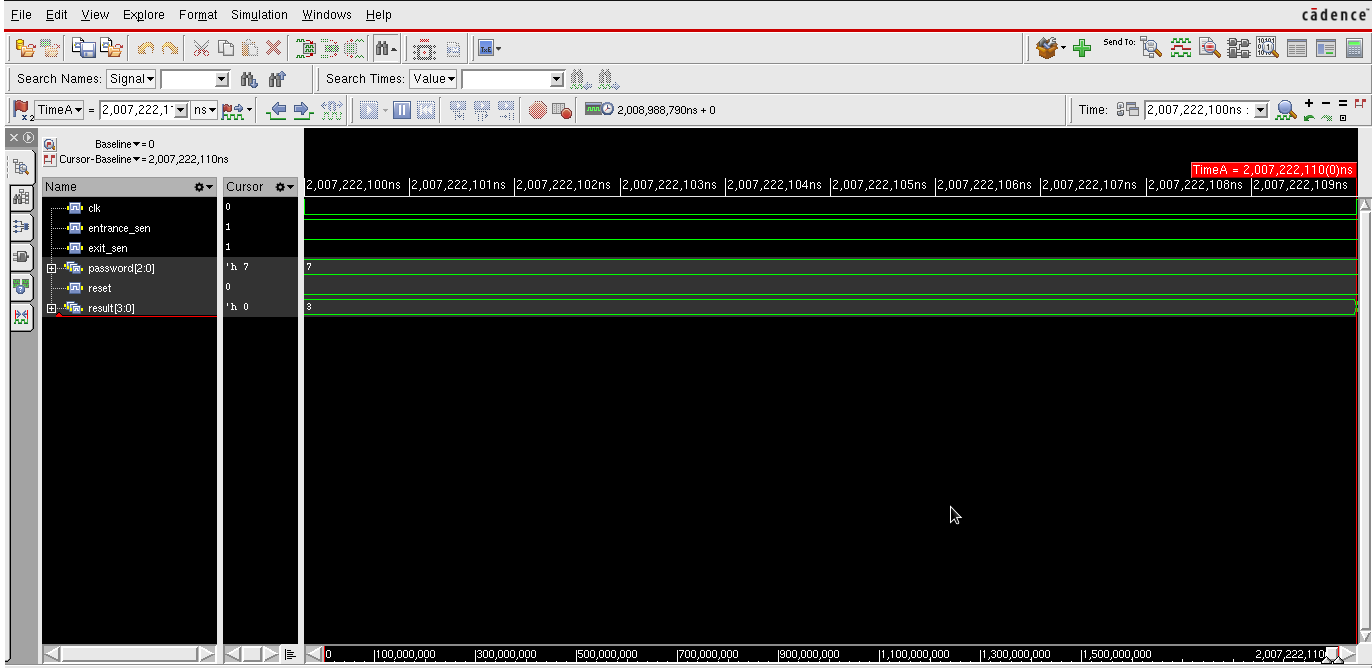 File Edit View Explore Format Simulation Windows Help cādence
Send To:
Search Names: Signal Search Times: Value
x2 TimeA = 2,007,222,1 ns 2,008,988,790ns + 0 Time: 2,007,222,100ns :
Baseline = 0
Cursor-Baseline = 2,007,222,110ns
TimeA = 2,007,222,110(0)ns
Name Cursor 2,007,222,100ns 2,007,222,101ns 2,007,222,102ns 2,007,222,103ns 2,007,222,104ns 2,007,222,105ns 2,007,222,106ns 2,007,222,107ns 2,007,222,108ns 2,007,222,109ns
clk 0
entrance_sen 1
exit_sen 1
password[2:0] 'h 7 7
reset 0
result[3:0] 'h 0 3
0 100,000,000 300,000,000 500,000,000 700,000,000 900,000,000 1,100,000,000 1,300,000,000 1,500,000,000 2,007,222,110